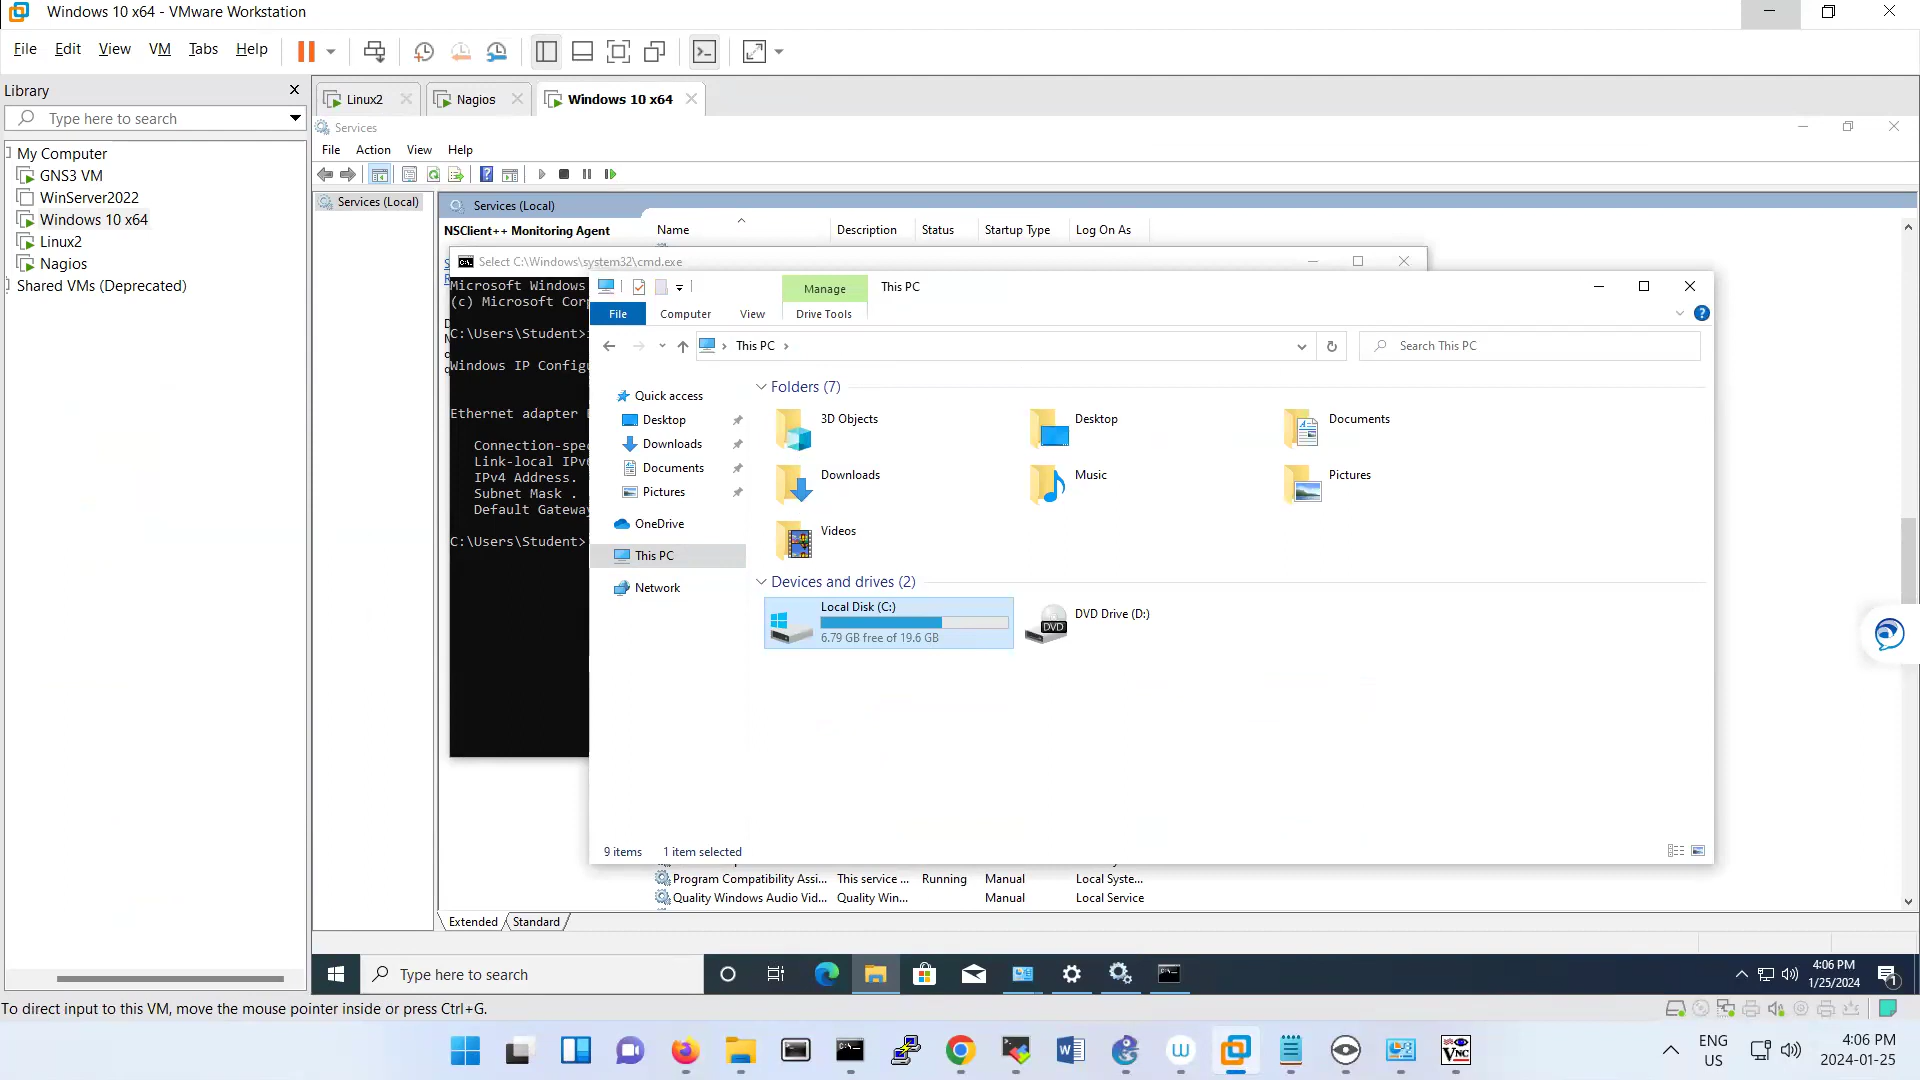 Windows 10 x64 - VMware Workstation
File Edit View VM Tabs Help
Library
Type here to search
My Computer
GNS3 VM
WinServer2022
Windows 10 x64
Linux2
Nagios
Shared VMs (Deprecated)
Linux2
Nagios
Windows 10 x64
Services
File Action View Help
Services (Local)
Services (Local)
NSClient++ Monitoring Agent
Name Description Status Startup Type Log On As
Select C:\Windows\system32\cmd.exe
Microsoft Windows
(c) Microsoft Corp
C:\Users\Student>
Windows IP Configu
Ethernet adapter
Connection-spe
Link-local IPv6
IPv4 Address.
Subnet Mask .
Default Gateway
C:\Users\Student>
Manage
This PC
File
Computer
View
Drive Tools
This PC
Search This PC
Quick access
Desktop
Downloads
Documents
Pictures
OneDrive
This PC
Network
Folders (7)
3D Objects
Desktop
Documents
Downloads
Music
Pictures
Videos
Devices and drives (2)
Local Disk (C:)
6.79 GB free of 19.6 GB
DVD
DVD Drive (D:)
9 items 1 item selected
Program Compatibility Assi... This service ... Running Manual Local Syste...
Quality Windows Audio Vid... Quality Win... Manual Local Service
Extended
Standard
Type here to search
4:06 PM
1/25/2024
1
To direct input to this VM, move the mouse pointer inside or press Ctrl+G.
VNC
ENG
US
4:06 PM
2024-01-25